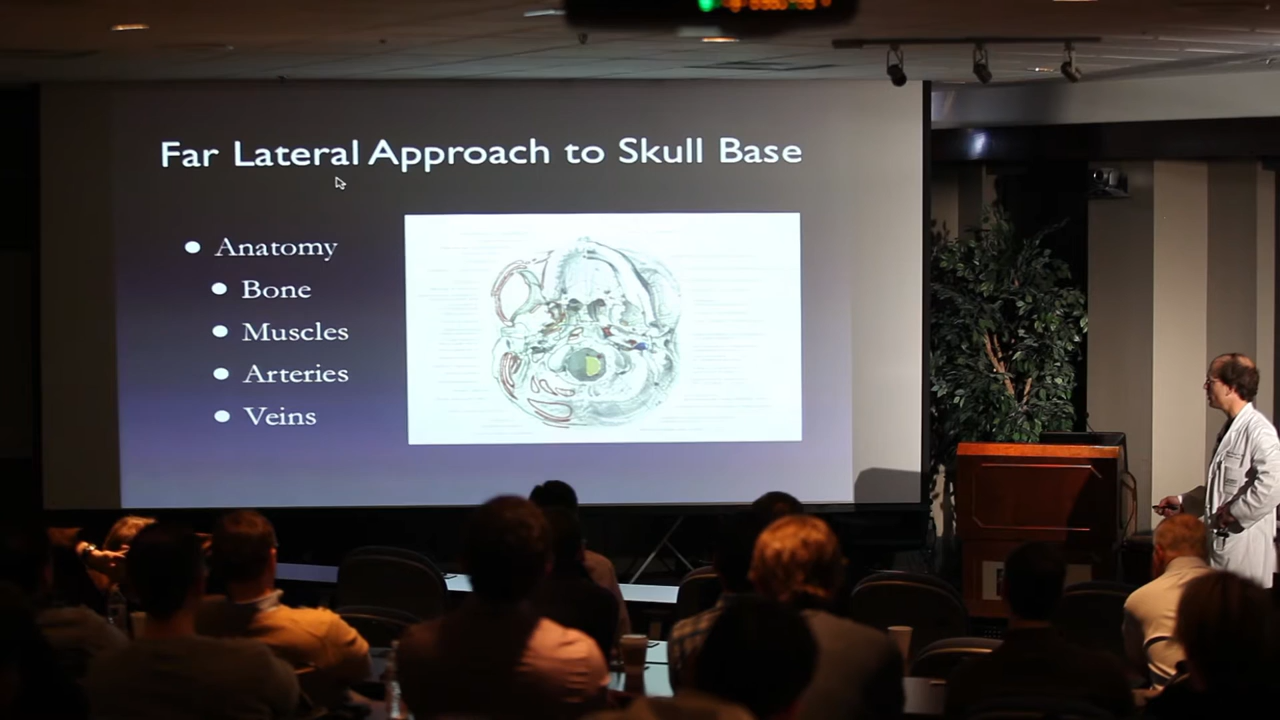 Far Lateral Approach to Skull Base
Anatomy
Bone
Muscles
Arteries
Veins